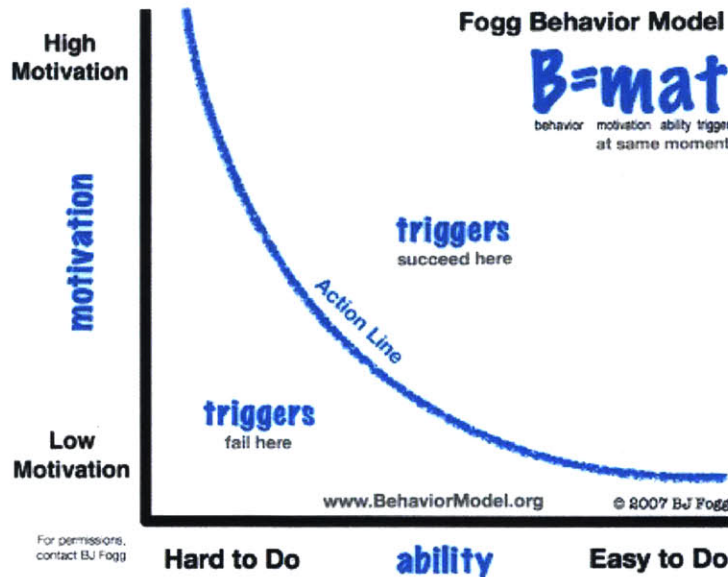 Fogg Behavior Model
B=mat
behavior motivation ability trigger
at same moment
High
Motivation
motivation
triggers
succeed here
Action Line
triggers
fail here
Low
Motivation
www.BehaviorModel.org
© 2007 BJ Fogg
For permissions,
contact BJ Fogg
Hard to Do
ability
Easy to Do